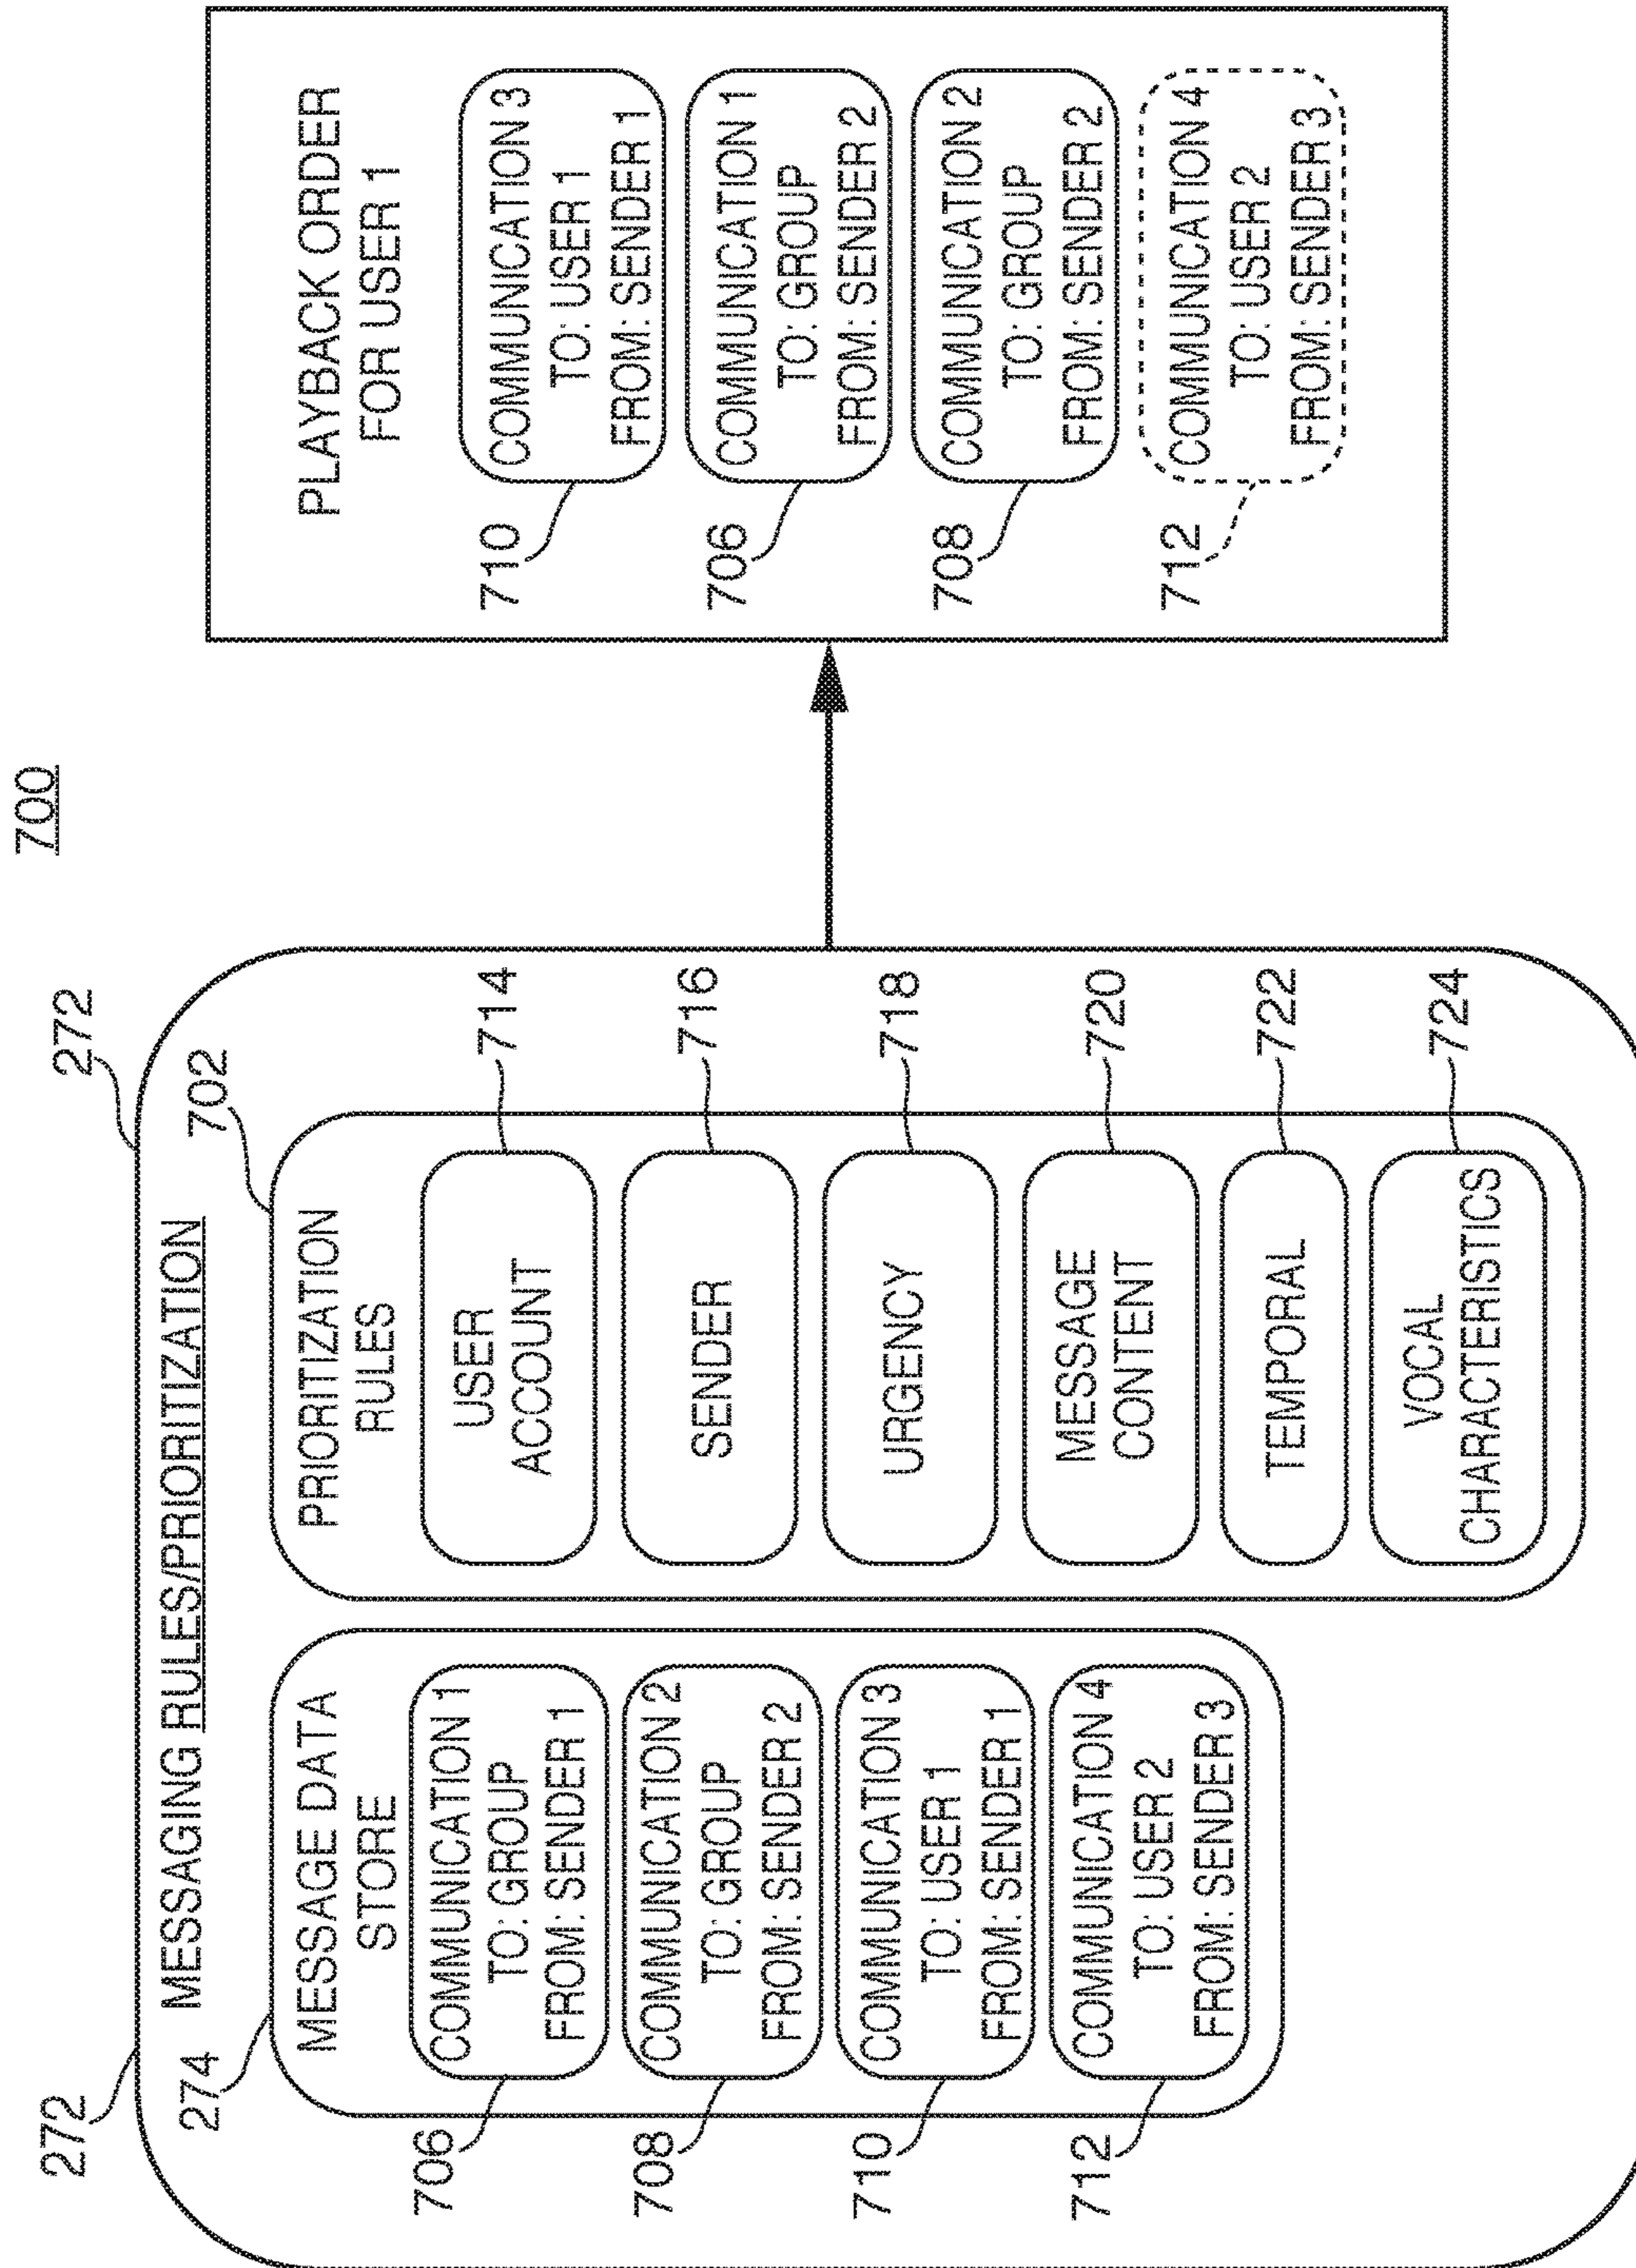 700
272
272
MESSAGING RULES/PRIORITIZATION
274
MESSAGE DATA
STORE
706
COMMUNICATION 1
TO: GROUP
FROM: SENDER 1
708
COMMUNICATION 2
TO: GROUP
FROM: SENDER 2
710
COMMUNICATION 3
TO: USER 1
FROM: SENDER 1
712
COMMUNICATION 4
TO: USER 2
FROM: SENDER 3
702
PRIORITIZATION
RULES
USER
ACCOUNT
714
SENDER
716
URGENCY
718
MESSAGE
CONTENT
720
TEMPORAL
722
VOCAL
CHARACTERISTICS
724
PLAYBACK ORDER
FOR USER 1
710
COMMUNICATION 3
TO: USER 1
FROM: SENDER 1
706
COMMUNICATION 1
TO: GROUP
FROM: SENDER 2
708
COMMUNICATION 2
TO: GROUP
FROM: SENDER 2
712
COMMUNICATION 4
TO: USER 2
FROM: SENDER 3